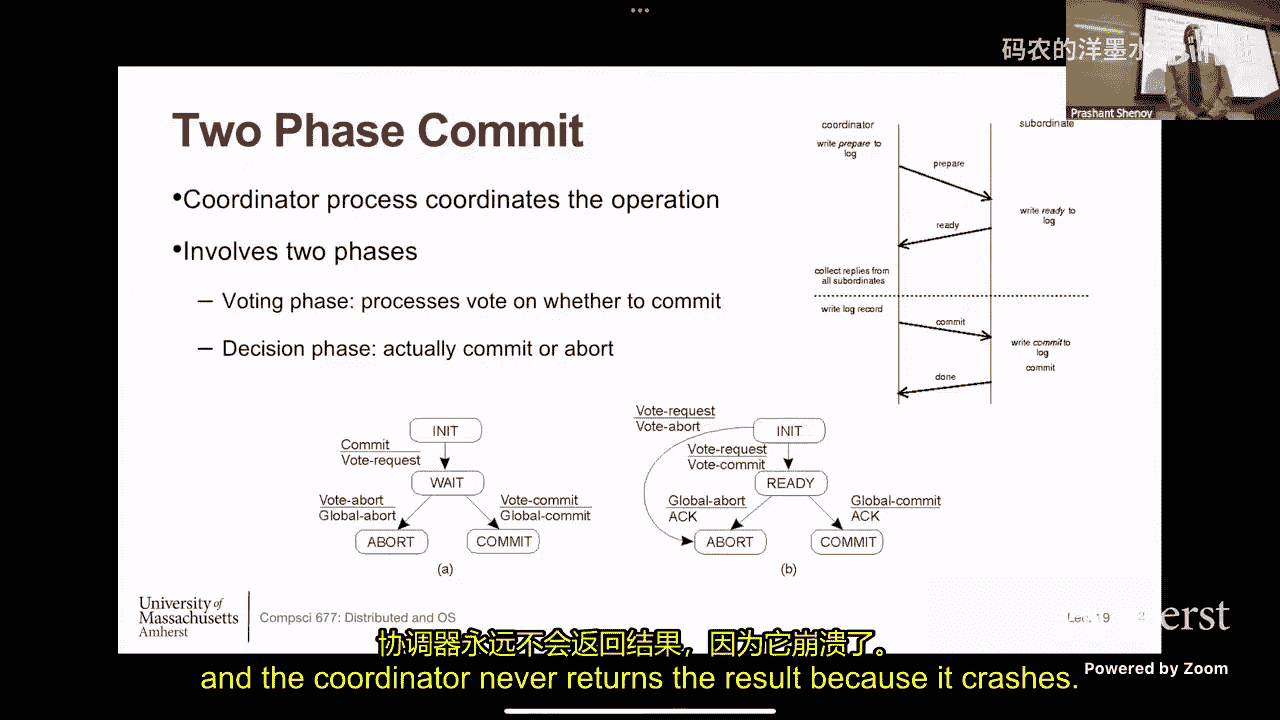 码农的洋墨水
Prashant Shenoy
Two Phase Commit
•Coordinator process coordinates the operation
•Involves two phases
– Voting phase: processes vote on whether to commit
– Decision phase: actually commit or abort
coordinator
subordinate
write prepare to
log
prepare
write ready to
log
ready
collect replies from
all subordinates
write log record
commit
write commit to
log
commit
done
INIT
Commit
Vote-request
WAIT
Vote-abort
Global-abort
Vote-commit
Global-commit
ABORT
COMMIT
(a)
Vote-request
Vote-abort
INIT
Vote-request
Vote-commit
READY
Global-abort
ACK
Global-commit
ACK
ABORT
COMMIT
(b)
University of
Massachusetts
Amherst
Compsci 677: Distributed and OS
Lec. 19
2
erst
协调器永远不会返回结果，因为它崩溃了。
and the coordinator never returns the result because it crashes.
Powered by Zoom